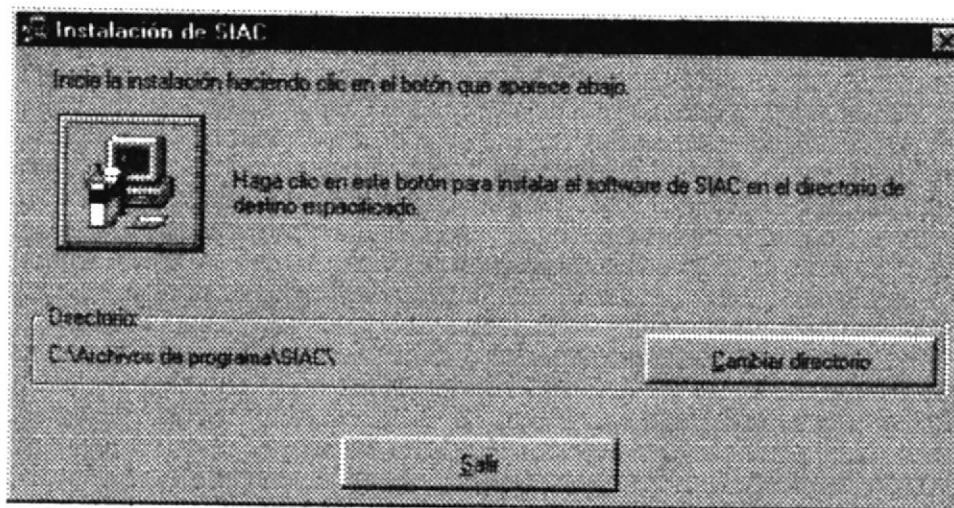 Instalación de SIAC
Inicie la instalación haciendo clic en el botón que aparece abajo.
Haga clic en este botón para instalar el software de SIAC en el directorio de
destino especificado.
Directorio:
C:\Archivos de programa\SIAC\
Cambiar directorio
Salir